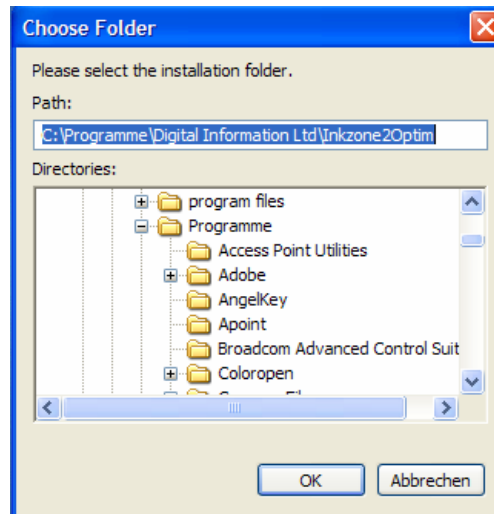 Choose Folder
Please select the installation folder.
Path:
C:\Programme\Digital Information Ltd\Inkzone2Optim
Directories:
program files
Programme
Access Point Utilities
Adobe
AngelKey
Apoint
Broadcom Advanced Control Suit
Coloropen
OK
Abbrechen